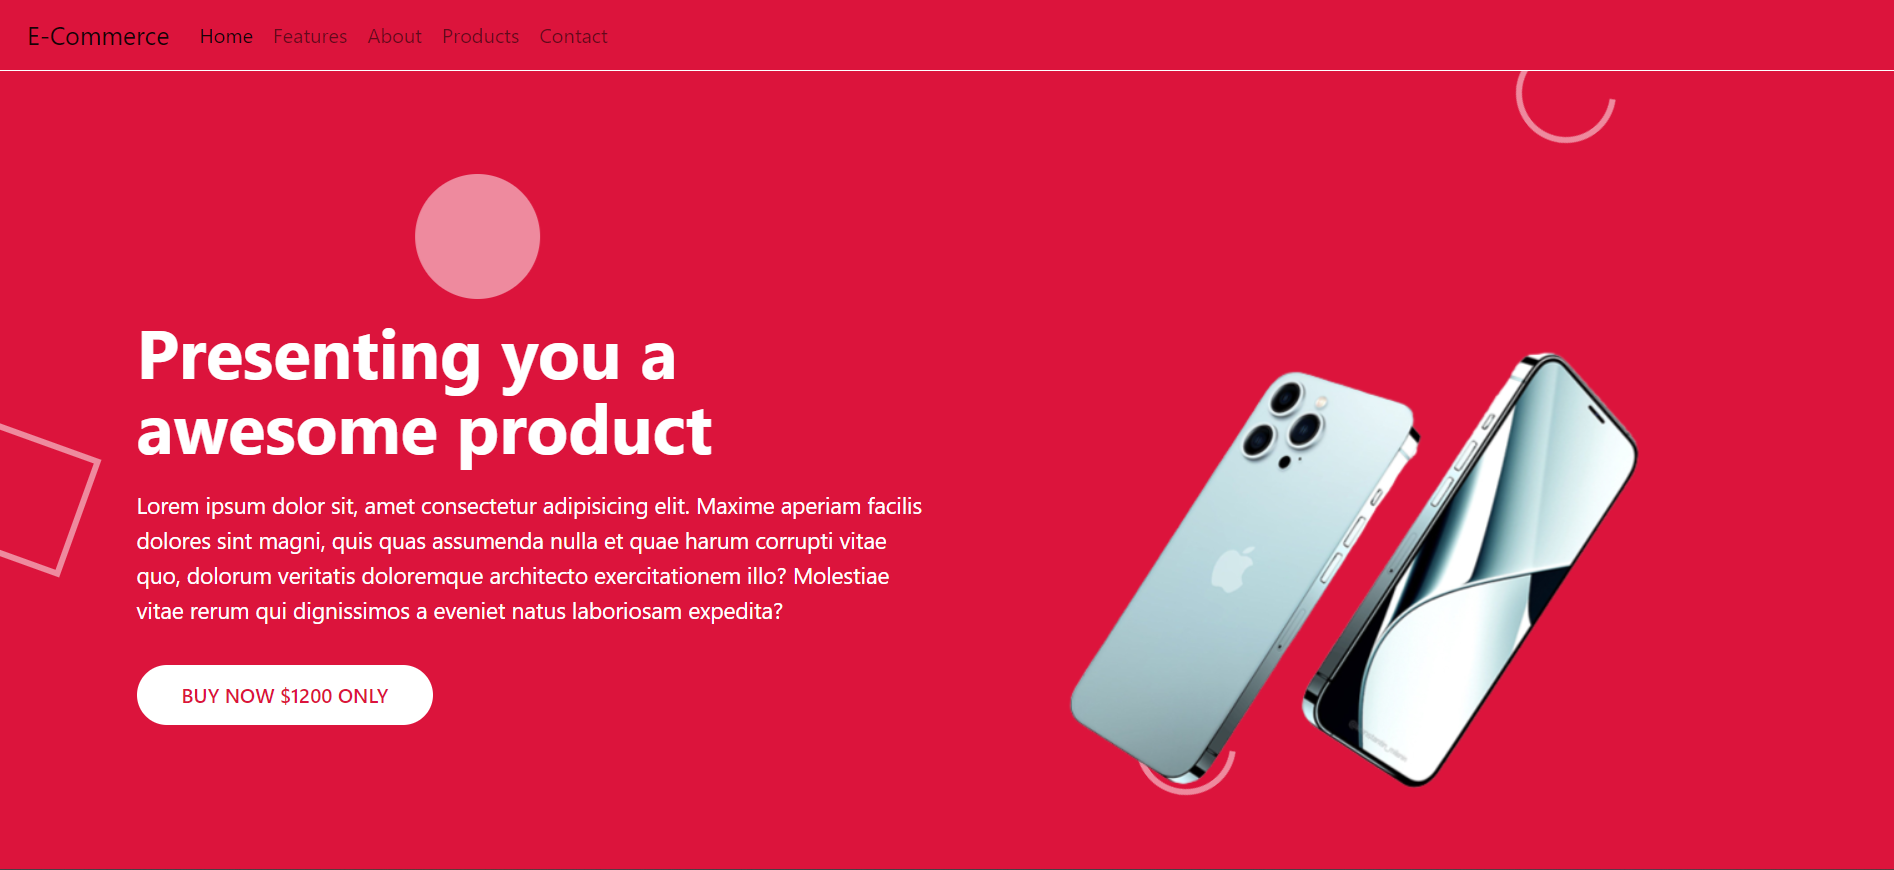 E-Commerce Home Features About Products Contact
Presenting you a
awesome product
Lorem ipsum dolor sit, amet consectetur adipisicing elit. Maxime aperiam facilis
dolores sint magni, quis quas assumenda nulla et quae harum corrupti vitae
quo, dolorum veritatis doloremque architecto exercitationem illo? Molestiae
vitae rerum qui dignissimos a eveniet natus laboriosam expedita?
BUY NOW $1200 ONLY